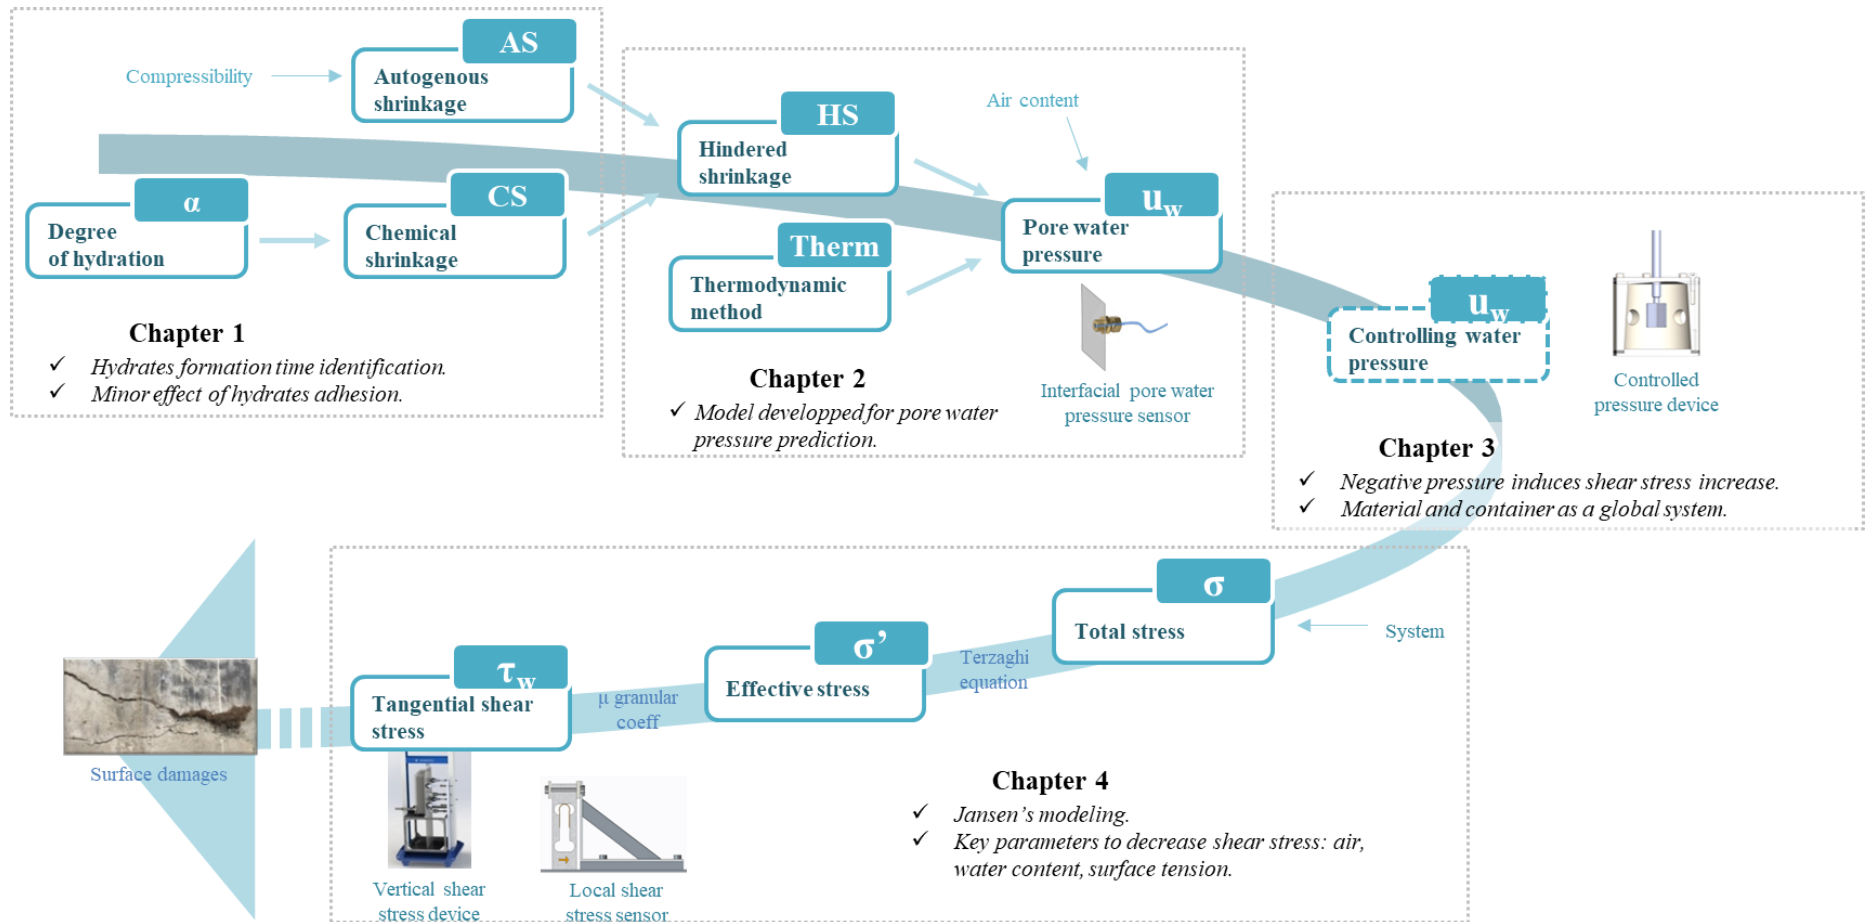 AS
Autogenous
shrinkage
Compressibility
α
Degree
of hydration
CS
Chemical
shrinkage
Chapter 1
✓ Hydrates formation time identification.
✓ Minor effect of hydrates adhesion.
HS
Hindered
shrinkage
Air content
u_w
Pore water
pressure
Therm
Thermodynamic
method
Interfacial pore water
pressure sensor
Chapter 2
✓ Model developped for pore water
pressure prediction.
u_w
Controlling water
pressure
Controlled
pressure device
Chapter 3
✓ Negative pressure induces shear stress increase.
✓ Material and container as a global system.
σ
Total stress
System
Terzaghi
equation
σ’
Effective stress
μ granular
coeff
τ_w
Tangential shear
stress
Surface damages
Vertical shear
stress device
Local shear
stress sensor
Chapter 4
✓ Jansen’s modeling.
✓ Key parameters to decrease shear stress: air,
water content, surface tension.